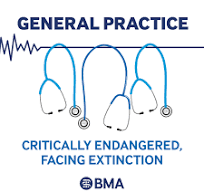 GENERAL PRACTICE
CRITICALLY ENDANGERED,
FACING EXTINCTION
BMA